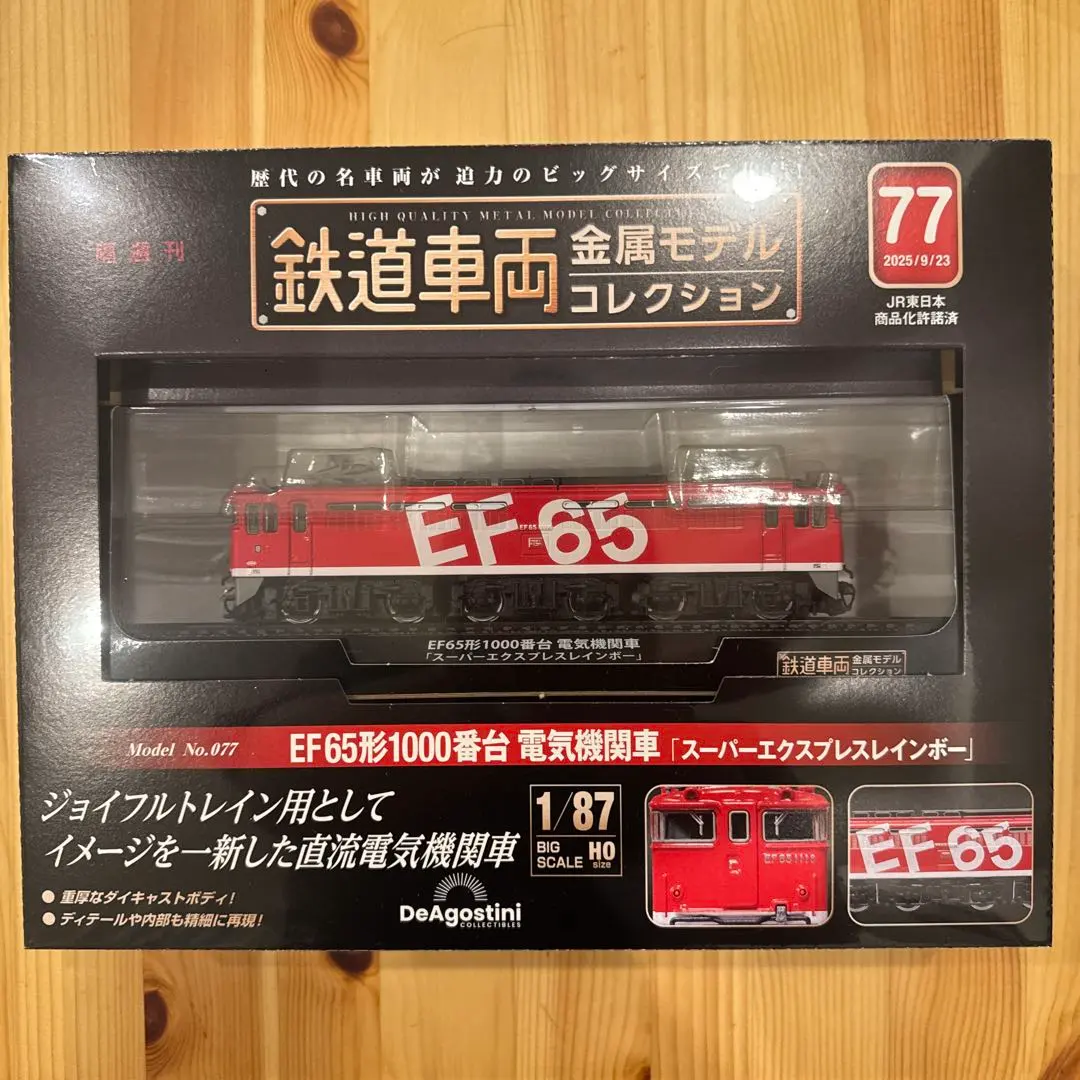 歴代の名車両が 迫力のビッグサイズで
HIGH QUALITY METAL MODEL
隔週刊
鉄道車両 金属モデル
コレクション
77
2025/9/23
JR東日本
商品化許諾済
EF65
EF65形1000番台 電気機関車
「スーパーエクスプレスレインボー」
鉄道車両 金属モデル
コレクション
Model No.077
EF65形1000番台 電気機関車「スーパーエクスプレスレインボー」
ジョイフルトレイン用として
イメージを一新した直流電気機関車
● 重厚なダイキャストボディ!
● ディテールや内部も精細に再現!
1/87
BIG SCALE
HO size
DeAgostini
COLLECTIBLES
EF 65